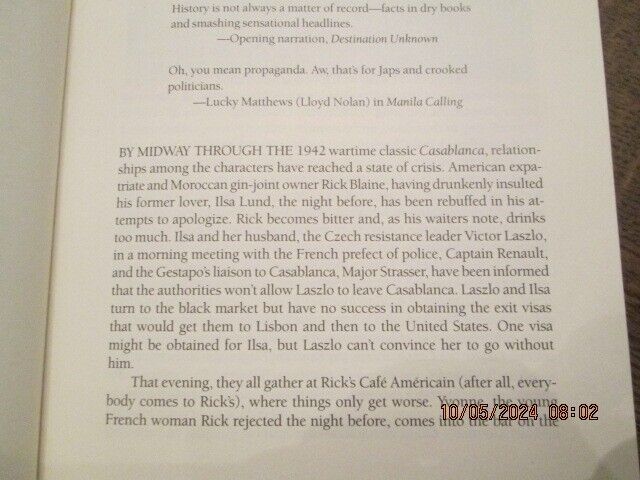 History is not always a matter of record—facts in dry books
and smashing sensational headlines.
—Opening narration, Destination Unknown
Oh, you mean propaganda. Aw, that's for Japs and crooked
politicians.
—Lucky Matthews (Lloyd Nolan) in Manila Calling
BY MIDWAY THROUGH THE 1942 wartime classic Casablanca, relation-
ships among the characters have reached a state of crisis. American expa-
triate and Moroccan gin-joint owner Rick Blaine, having drunkenly insulted
his former lover, Ilsa Lund, the night before, has been rebuffed in his at-
tempts to apologize. Rick becomes bitter and, as his waiters note, drinks
too much. Ilsa and her husband, the Czech resistance leader Victor Laszlo,
in a morning meeting with the French prefect of police, Captain Renault,
and the Gestapo's liaison to Casablanca, Major Strasser, have been informed
that the authorities won't allow Laszlo to leave Casablanca. Laszlo and Ilsa
turn to the black market but have no success in obtaining the exit visas
that would get them to Lisbon and then to the United States. One visa
might be obtained for Ilsa, but Laszlo can't convince her to go without
him.
That evening, they all gather at Rick's Café Américain (after all, every-
body comes to Rick's), where things only get worse. Yvonne, the young
French woman Rick rejected the night before, comes into the bar on the
10/05/2024 08:02